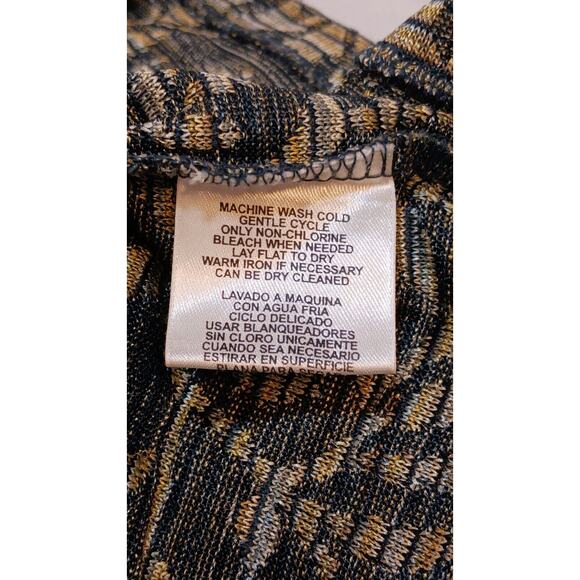 MACHINE WASH COLD
GENTLE CYCLE
ONLY NON-CHLORINE
BLEACH WHEN NEEDED
LAY FLAT TO DRY
WARM IRON IF NECESSARY
CAN BE DRY CLEANED
LAVADO A MAQUINA
CON AGUA FRIA
CICLO DELICADO
USAR BLANQUEADORES
SIN CLORO UNICAMENTE
CUANDO SEA NECESARIO
ESTIRAR EN SUPERFICIE
PLANA PARA